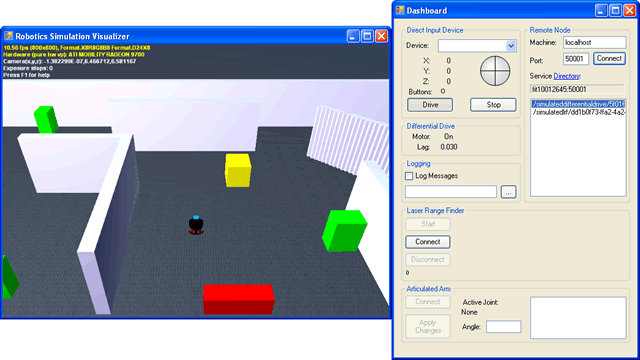 Robotics Simulation Visualizer
10.56 fps (800x600), Format.X8R8G8B8 Format.D24X8
Hardware (pure hw vp): ATI MOBILITY RADEON 9700
Camera(x,y,z): -1.382299E-07,6.466712,6.581167
Exposure steps: 0
Press F1 for help
Dashboard
Direct Input Device
Device:
X: 0
Y: 0
Z: 0
Buttons: O
Drive
Stop
Differential Drive
Motor: On
Lag: 0.030
Logging
Log Messages
...
Laser Range Finder
Start
Connect
Disconnect
0
Articulated Arm
Connect
Active Joint:
None
Apply
Changes
Angle:
Remote Node
Machine: localhost
Port: 50001
Connect
Service Directory:
fit10012645:50001
/simulateddifferentialdrive/5f018
/simulatedlrf/dd1b0f73-ffa2-4a2-